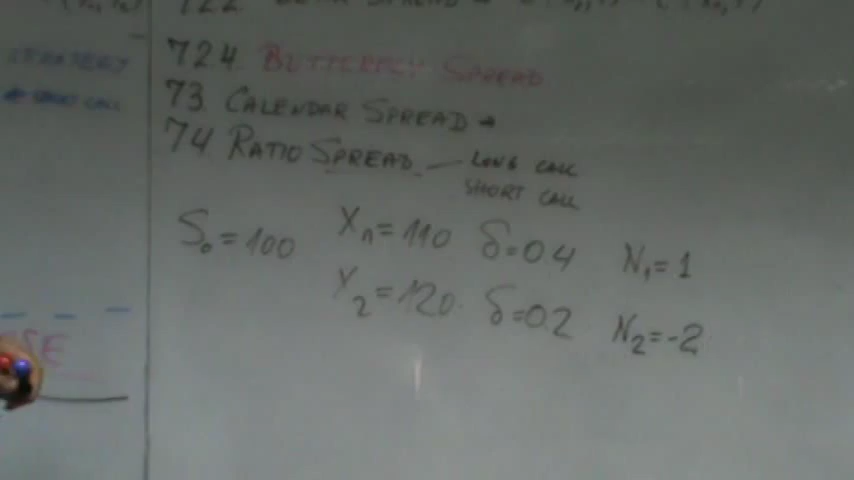 724 BUTTERFLY SPREAD
STRATEGY
73 CALENDAR SPREAD →
74 RATIO SPREAD — LONG CALL
SHORT CALL
S₀=100 X₁=110 δ=0.4 N₁=1
X₂=120 δ=0.2 N₂=-2